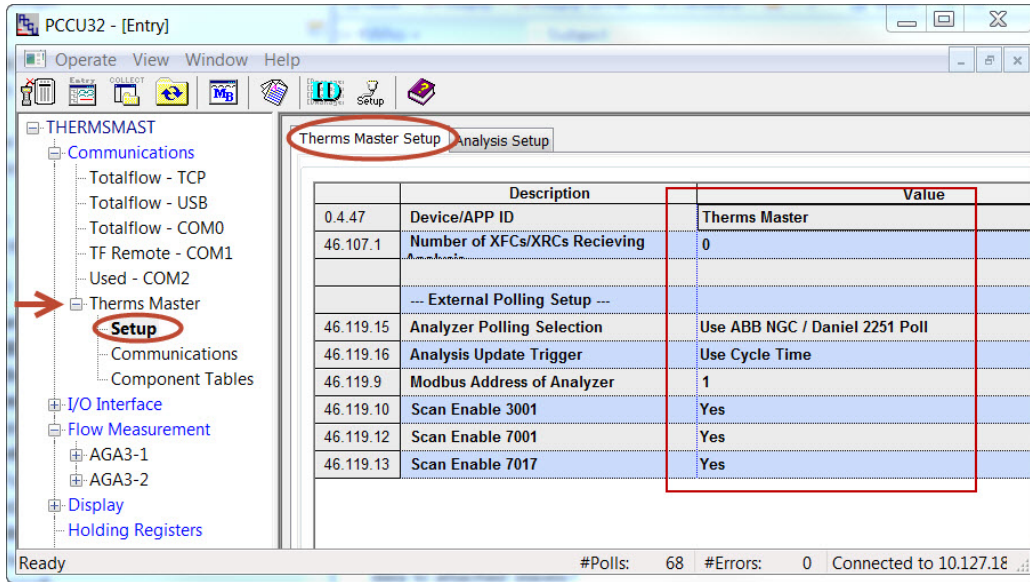 PCCU32 - [Entry]
Operate View Window Help
Entry
COLLECT
MB
ID
Setup
THERMSMAST
Communications
Totalflow - TCP
Totalflow - USB
Totalflow - COM0
TF Remote - COM1
Used - COM2
Therms Master
Setup
Communications
Component Tables
I/O Interface
Flow Measurement
AGA3-1
AGA3-2
Display
Holding Registers
Therms Master Setup Analysis Setup
Description Value
0.4.47 Device/APP ID Therms Master
46.107.1 Number of XFCs/XRCs Recieving 0
--- External Polling Setup ---
46.119.15 Analyzer Polling Selection Use ABB NGC / Daniel 2251 Poll
46.119.16 Analysis Update Trigger Use Cycle Time
46.119.9 Modbus Address of Analyzer 1
46.119.10 Scan Enable 3001 Yes
46.119.12 Scan Enable 7001 Yes
46.119.13 Scan Enable 7017 Yes
Ready #Polls: 68 #Errors: 0 Connected to 10.127.18